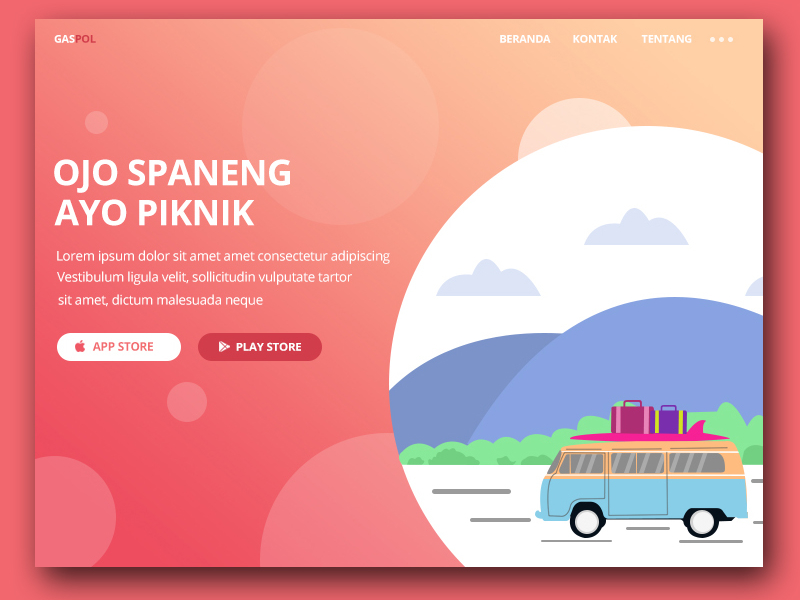 GASPOL
BERANDA KONTAK TENTANG
OJO SPANENG
AYO PIKNIK
Lorem ipsum dolor sit amet amet consectetur adipiscing
Vestibulum ligula velit, sollicitudin vulputate tartor
sit amet, dictum malesuada neque
APP STORE
PLAY STORE